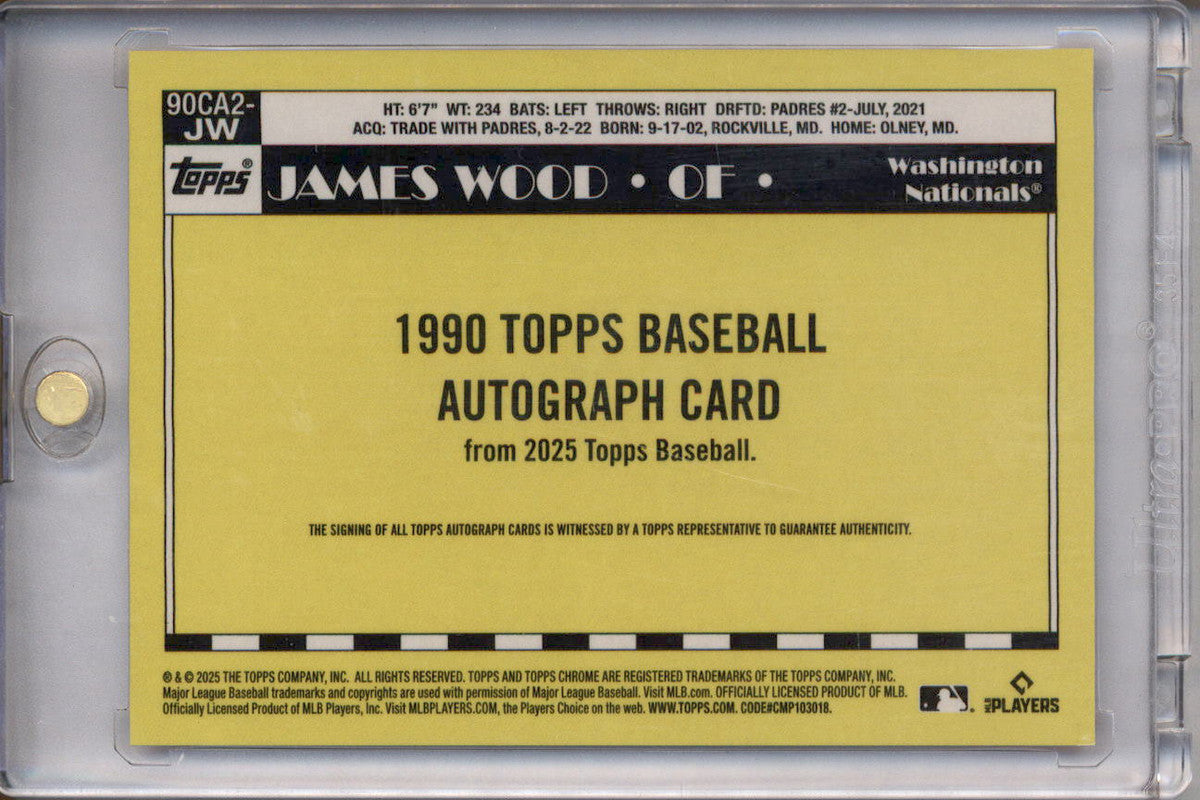 90CA2-
JW
HT: 6'7" WT: 234 BATS: LEFT THROWS: RIGHT DRFTD: PADRES #2-JULY, 2021
ACQ: TRADE WITH PADRES, 8-2-22 BORN: 9-17-02, ROCKVILLE, MD. HOME: OLNEY, MD.
Topps®
JAMES WOOD • OF •
Washington
Nationals®
1990 TOPPS BASEBALL
AUTOGRAPH CARD
from 2025 Topps Baseball.
THE SIGNING OF ALL TOPPS AUTOGRAPH CARDS IS WITNESSED BY A TOPPS REPRESENTATIVE TO GUARANTEE AUTHENTICITY.
® & © 2025 THE TOPPS COMPANY, INC. ALL RIGHTS RESERVED. TOPPS AND TOPPS CHROME ARE REGISTERED TRADEMARKS OF THE TOPPS COMPANY, INC.
Major League Baseball trademarks and copyrights are used with permission of Major League Baseball. Visit MLB.com. OFFICIALLY LICENSED PRODUCT OF MLB.
Officially Licensed Product of MLB Players, Inc. Visit MLBPLAYERS.COM, the Players Choice on the web. WWW.TOPPS.COM. CODE#CMP103018.
MLB PLAYERS
UltraPRO®